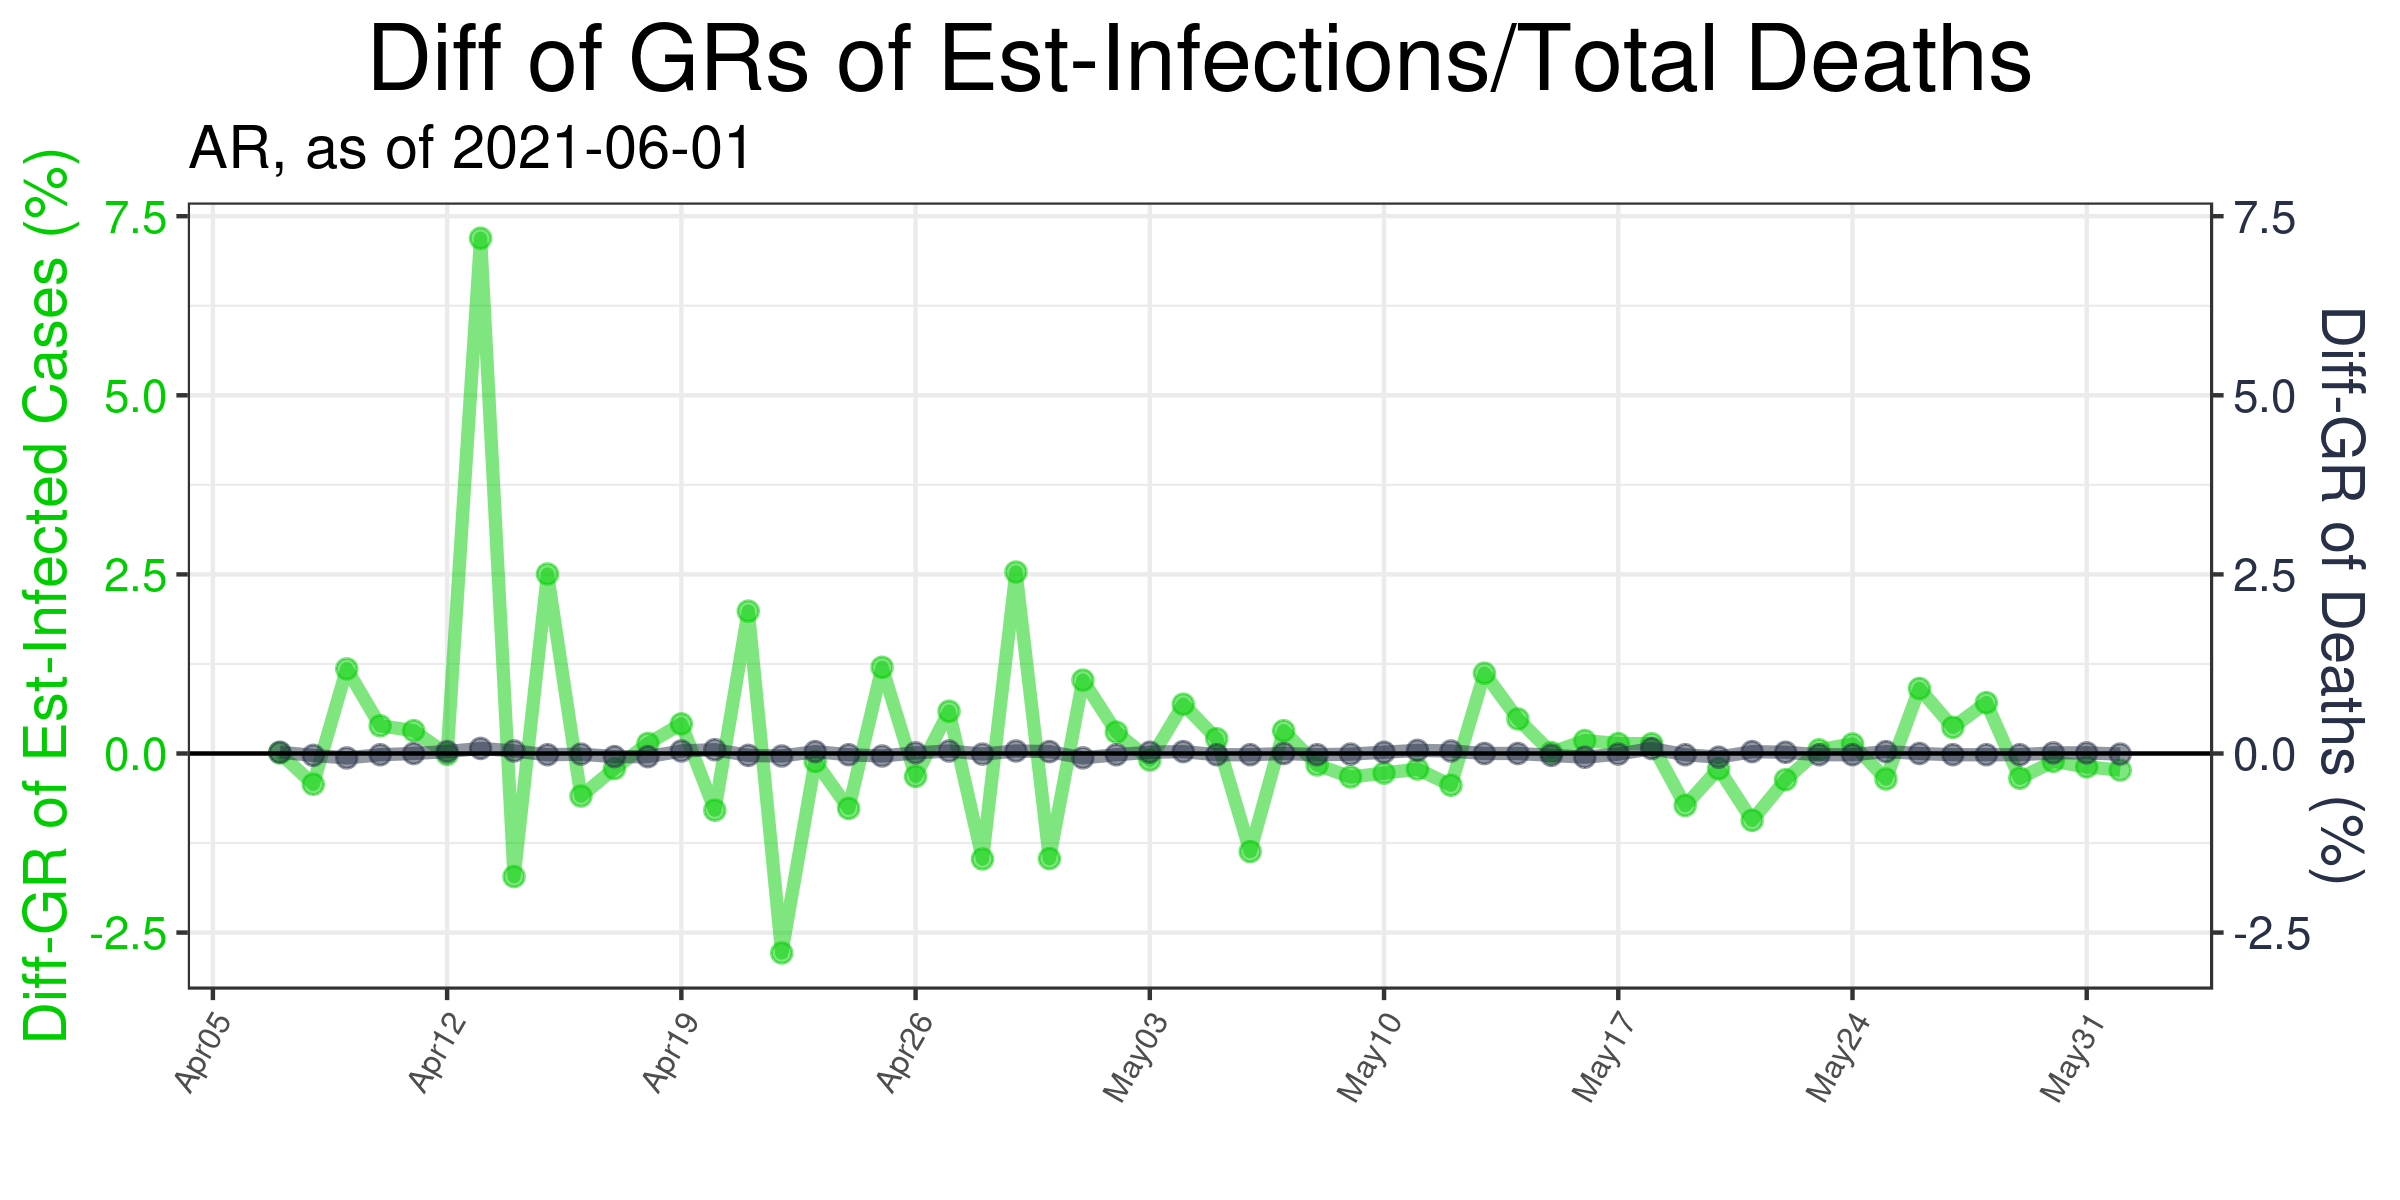 Diff of GRs of Est-Infections/Total Deaths
AR, as of 2021-06-01
Diff-GR of Est-Infected Cases (%)
7.5
5.0
2.5
0.0
-2.5
7.5
5.0
2.5
0.0
-2.5
Diff-GR of Deaths (%)
Apr05
Apr12
Apr19
Apr26
May03
May10
May17
May24
May31